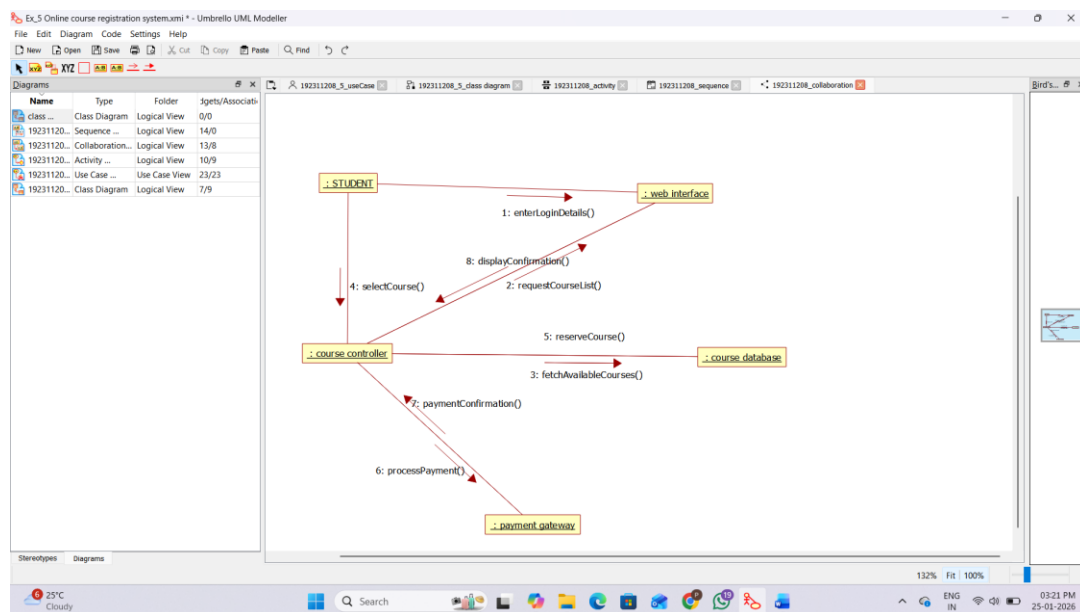 Ex_5 Online course registration system.xmi * - Umbrello UML Modeller
File Edit Diagram Code Settings Help
New Open Save Cut Copy Paste Find
XYZ XYZ A:B A:B
Diagrams
Name Type Folder
class ... Class Diagram Logical View 0/0
19231120... Sequence ... Logical View 14/0
19231120... Collaboration... Logical View 13/8
19231120... Activity ... Logical View 10/9
19231120... Use Case ... Use Case View 23/23
19231120... Class Diagram Logical View 7/9
192311208_5_useCase 192311208_5_class diagram 192311208_activity 192311208_sequence 192311208_collaboration
Bird's...
: STUDENT
: web interface
1: enterLoginDetails()
8: displayConfirmation()
4: selectCourse()
2: requestCourseList()
5: reserveCourse()
: course controller
: course database
3: fetchAvailableCourses()
7: paymentConfirmation()
6: processPayment()
: payment gateway
Stereotypes Diagrams
132% Fit 100%
6
25°C
Cloudy
Search
P
19
ENG
IN
03:21 PM
25-01-2026